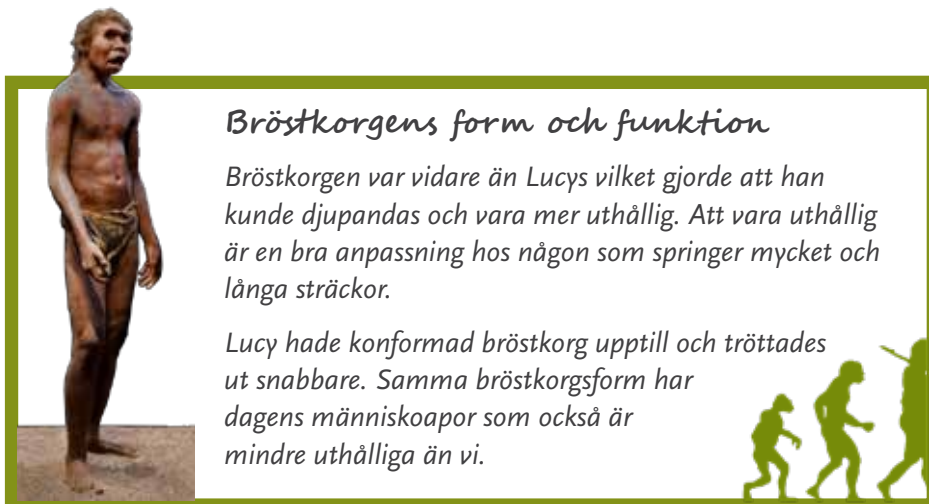 Bröstkorgens form och funktion
Bröstkorgen var vidare än Lucys vilket gjorde att han
kunde djupandas och vara mer uthållig. Att vara uthållig
är en bra anpassning hos någon som springer mycket och
långa sträckor.
Lucy hade konformad bröstkorg upptill och tröttades
ut snabbare. Samma bröstkorgsform har
dagens människoapor som också är
mindre uthålliga än vi.